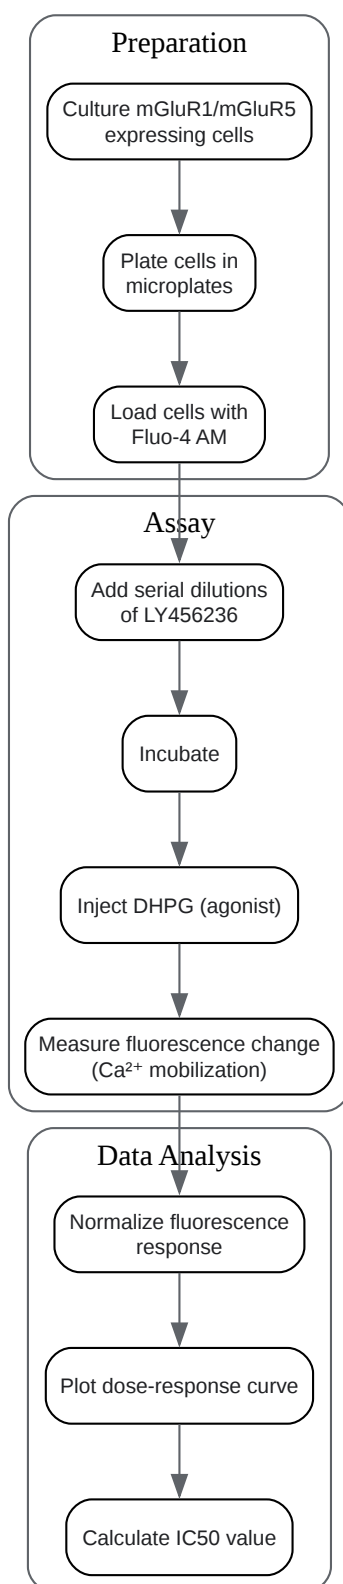 Preparation
Culture mGluR1/mGluR5
expressing cells
Plate cells in
microplates
Load cells with
Fluo-4 AM
Assay
Add serial dilutions
of LY456236
Incubate
Inject DHPG (agonist)
Measure fluorescence change
(Ca²⁺ mobilization)
Data Analysis
Normalize fluorescence
response
Plot dose-response curve
Calculate IC50 value